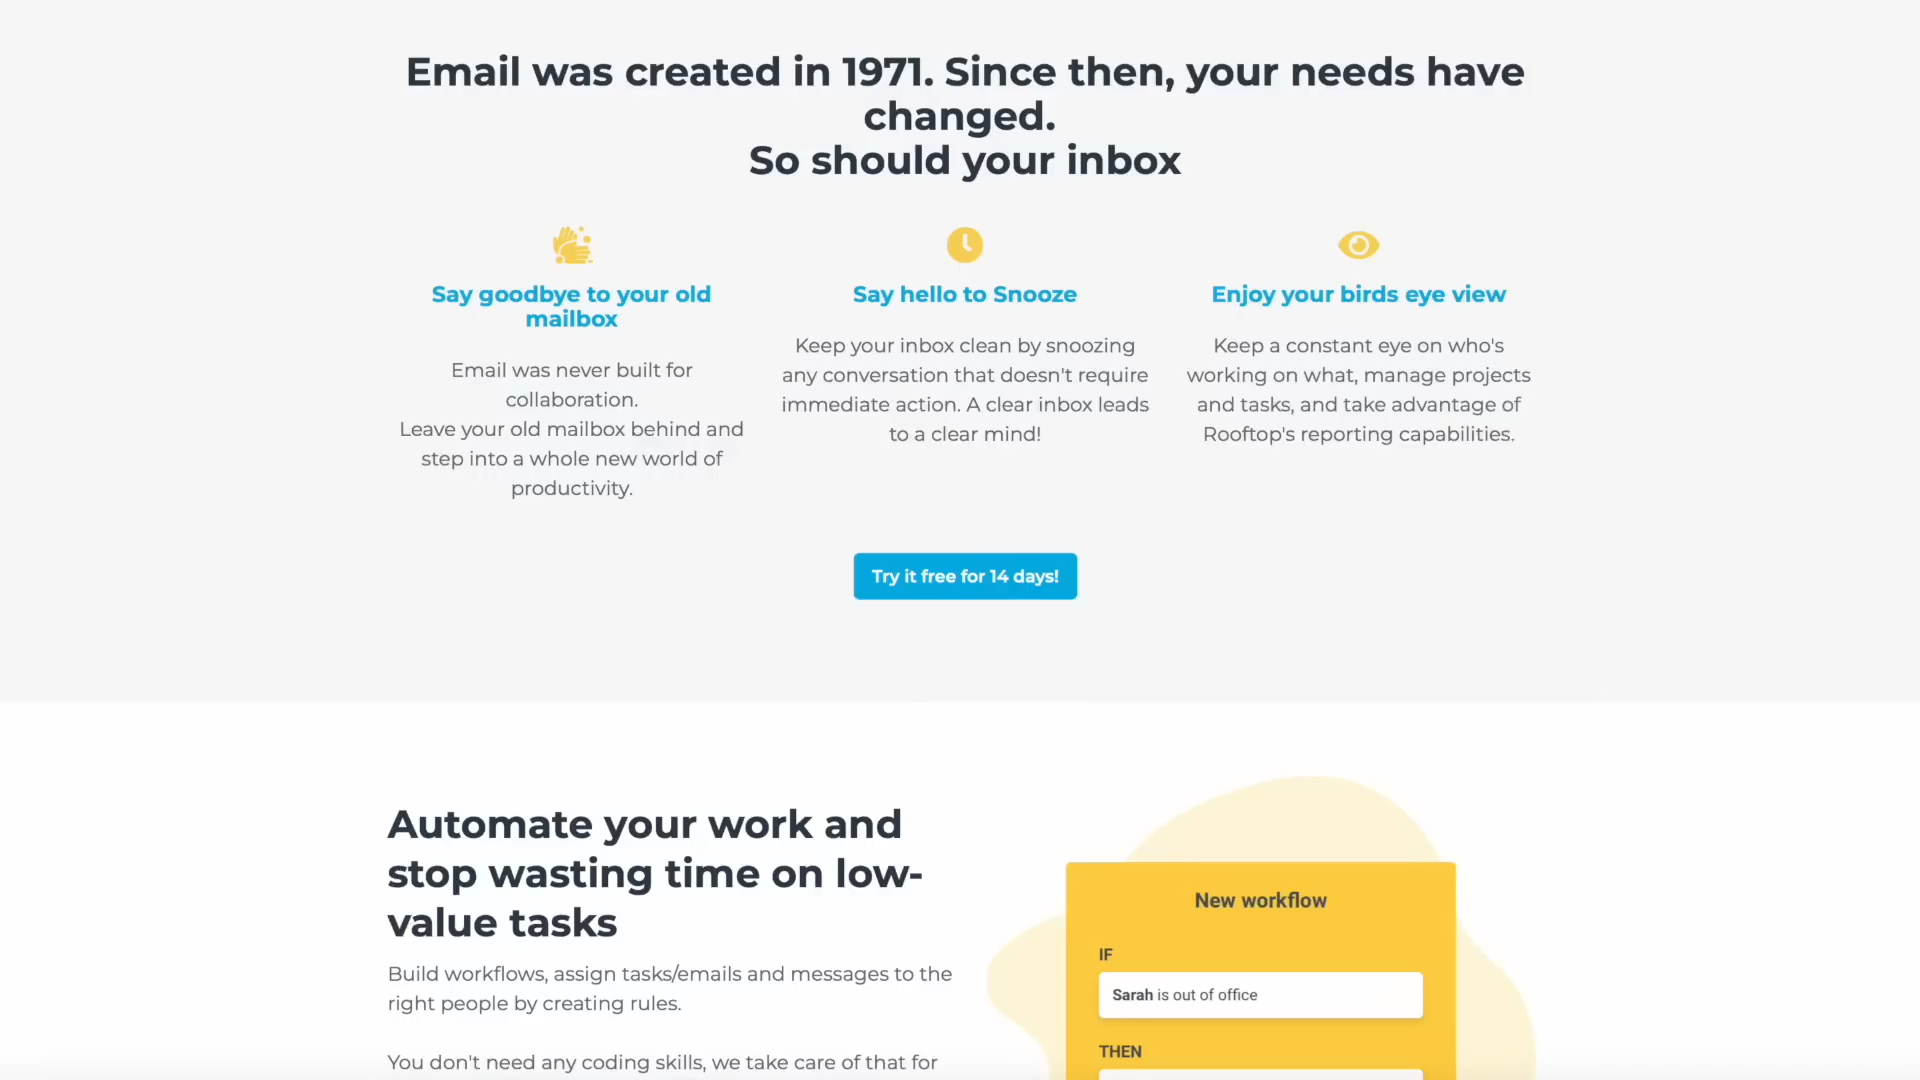 Email was created in 1971. Since then, your needs have
changed.
So should your inbox
Say goodbye to your old
mailbox
Email was never built for
collaboration.
Leave your old mailbox behind and
step into a whole new world of
productivity.
Say hello to Snooze
Keep your inbox clean by snoozing
any conversation that doesn't require
immediate action. A clear inbox leads
to a clear mind!
Enjoy your birds eye view
Keep a constant eye on who's
working on what, manage projects
and tasks, and take advantage of
Rooftop's reporting capabilities.
Try it free for 14 days!
Automate your work and
stop wasting time on low-
value tasks
Build workflows, assign tasks/emails and messages to the
right people by creating rules.
You don't need any coding skills, we take care of that for
New workflow
IF
Sarah is out of office
THEN